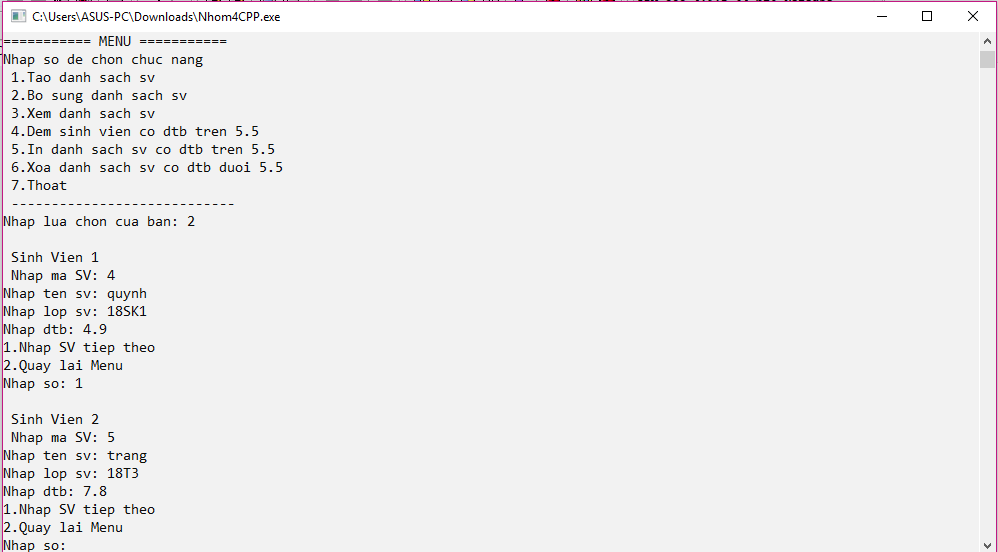 C:\Users\ASUS-PC\Downloads\Nhom4CPP.exe
=========== MENU ===========
Nhap so de chon chuc nang
1.Tao danh sach sv
2.Bo sung danh sach sv
3.Xem danh sach sv
4.Dem sinh vien co dtb tren 5.5
5.In danh sach sv co dtb tren 5.5
6.Xoa danh sach sv co dtb duoi 5.5
7.Thoat
----------------------------
Nhap lua chon cua ban: 2
Sinh Vien 1
Nhap ma SV: 4
Nhap ten sv: quynh
Nhap lop sv: 18SK1
Nhap dtb: 4.9
1.Nhap SV tiep theo
2.Quay lai Menu
Nhap so: 1
Sinh Vien 2
Nhap ma SV: 5
Nhap ten sv: trang
Nhap lop sv: 18T3
Nhap dtb: 7.8
1.Nhap SV tiep theo
2.Quay lai Menu
Nhap so: